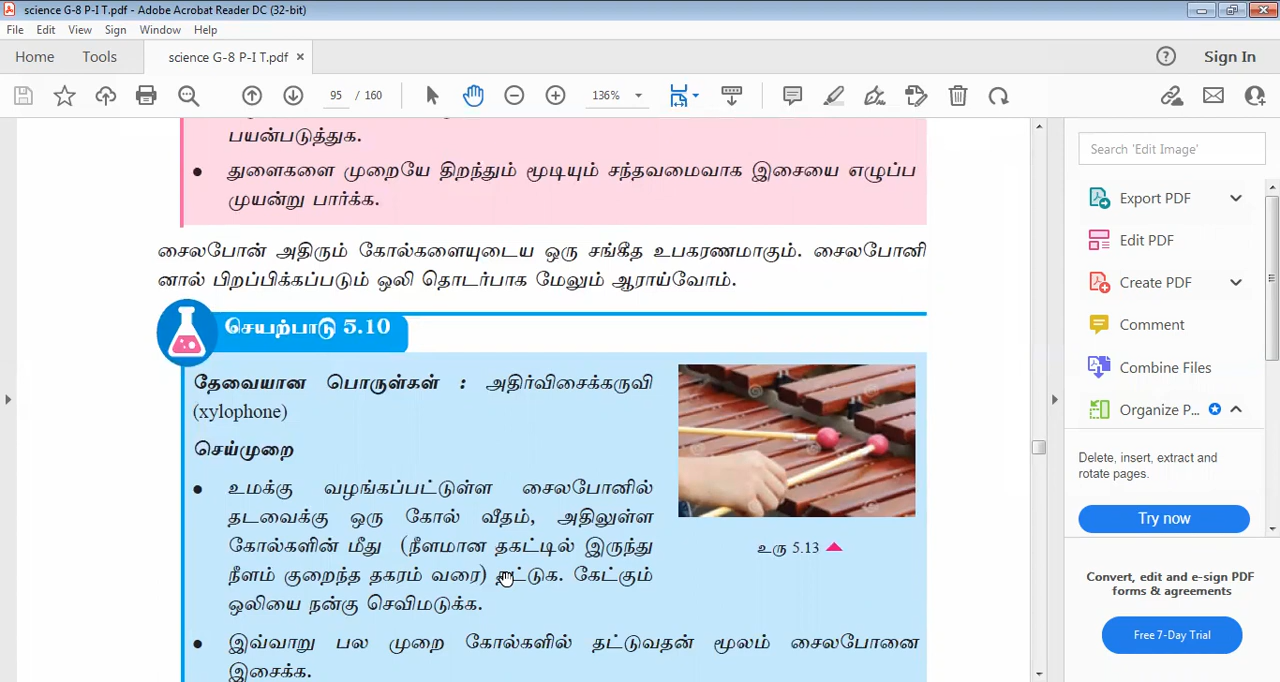 science G-8 P-I T.pdf - Adobe Acrobat Reader DC (32-bit)
File Edit View Sign Window Help
Home Tools science G-8 P-I T.pdf × Sign In
95 / 160 136%
பயன்படுத்துக.
• துளைகளை முறையே திறந்தும் மூடியும் சந்தவமைவாக இசையை எழுப்ப
முயன்று பார்க்க.
சைலபோன் அதிரும் கோல்களையுடைய ஒரு சங்கீத உபகரணமாகும். சைலபோனி
னால் பிறப்பிக்கப்படும் ஒலி தொடர்பாக மேலும் ஆராய்வோம்.
செயற்பாடு 5.10
தேவையான பொருள்கள் : அதிர்விசைக்கருவி
(xylophone)
செய்முறை
• உமக்கு வழங்கப்பட்டுள்ள சைலபோனில்
தடவைக்கு ஒரு கோல் வீதம், அதிலுள்ள
கோல்களின் மீது (நீளமான தகட்டில் இருந்து
நீளம் குறைந்த தகரம் வரை) தட்டுக. கேட்கும்
ஒலியை நன்கு செவிமடுக்க.
• இவ்வாறு பல முறை கோல்களில் தட்டுவதன் மூலம் சைலபோனை
இசைக்க.
உரு 5.13
Search 'Edit Image'
Export PDF
Edit PDF
Create PDF
Comment
Combine Files
Organize P...
Delete, insert, extract and
rotate pages.
Try now
Convert, edit and e-sign PDF
forms & agreements
Free 7-Day Trial